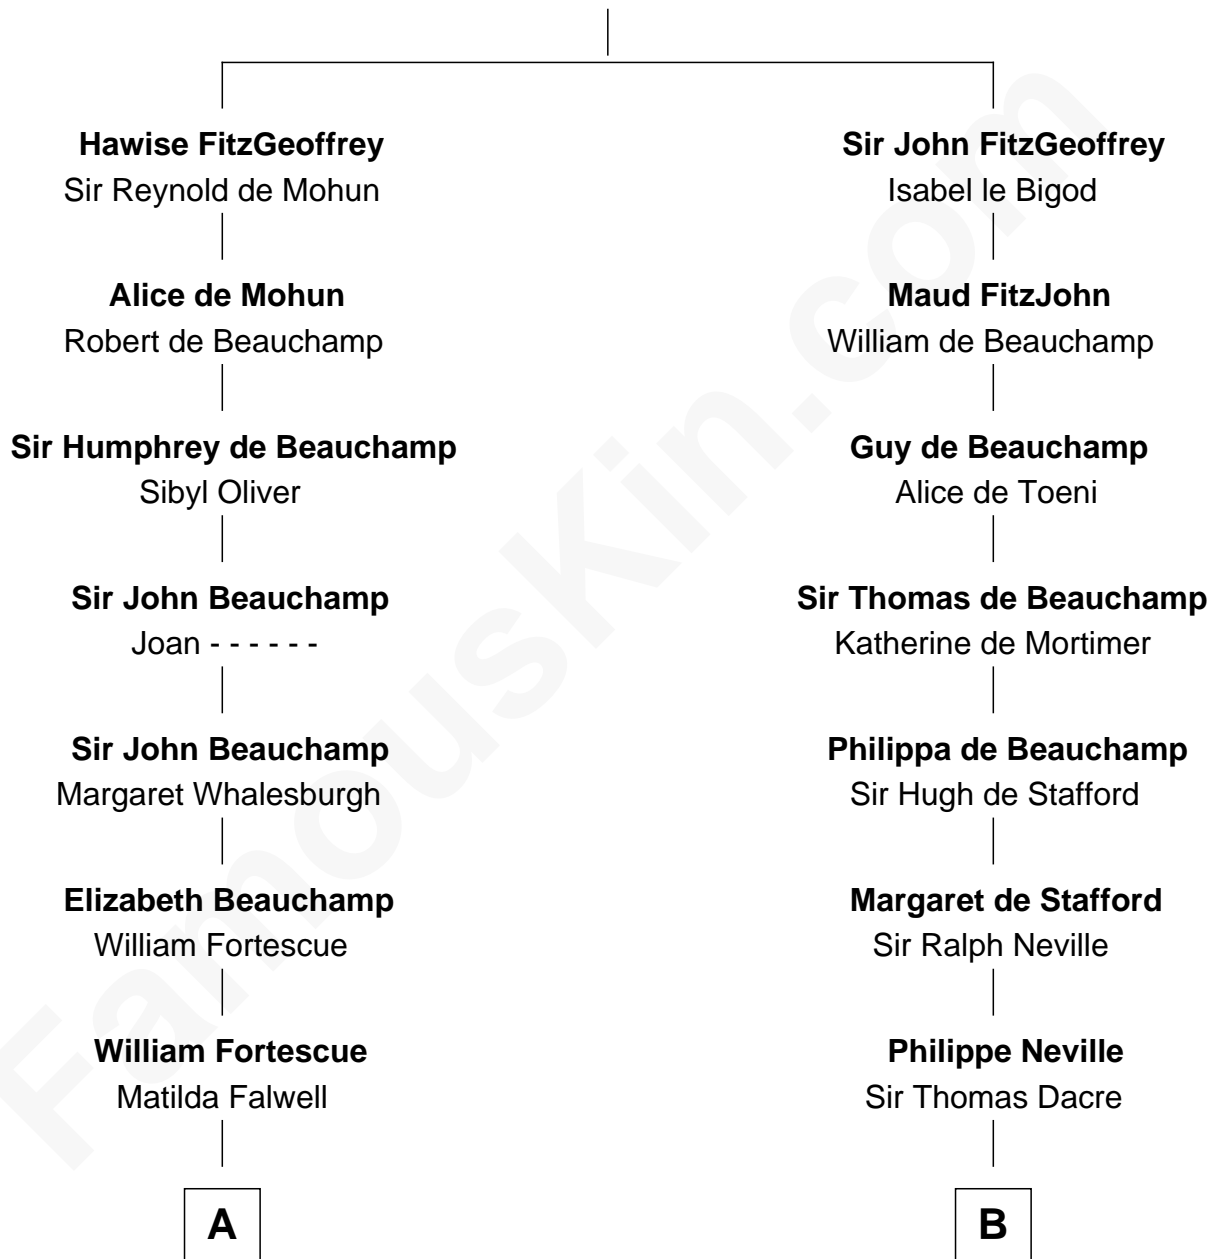 Hawise FitzGeoffrey
Sir Reynold de Mohun
Alice de Mohun
Robert de Beauchamp
Sir Humphrey de Beauchamp
Sibyl Oliver
Sir John Beauchamp
Joan - - - - - -
Sir John Beauchamp
Margaret Whalesburgh
Elizabeth Beauchamp
William Fortescue
William Fortescue
Matilda Falwell
A
Sir John FitzGeoffrey
Isabel le Bigod
Maud FitzJohn
William de Beauchamp
Guy de Beauchamp
Alice de Toeni
Sir Thomas de Beauchamp
Katherine de Mortimer
Philippa de Beauchamp
Sir Hugh de Stafford
Margaret de Stafford
Sir Ralph Neville
Philippe Neville
Sir Thomas Dacre
B
FamousKin.com